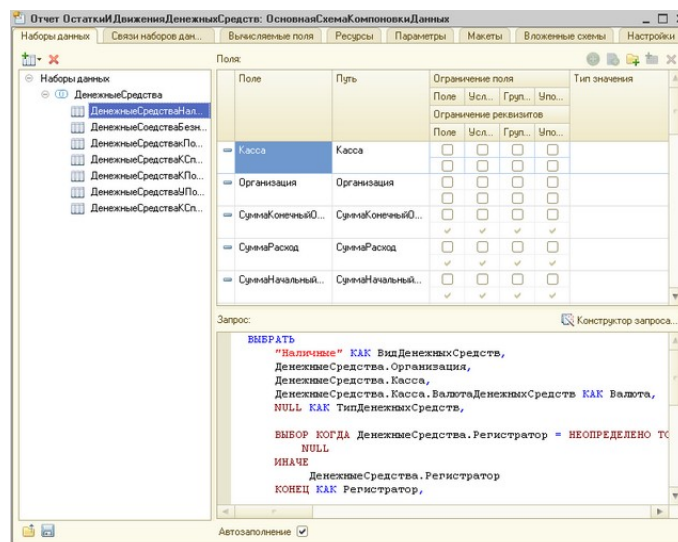 Отчет ОстаткиИДвиженияДенежныхСредств: ОсновнаяСхемаКомпоновкиДанных
Наборы данных Связи наборов дан... Вычисляемые поля Ресурсы Параметры Макеты Вложенные схемы Настройки
Поля:
Наборы данных
ДенежныеСредства
ДенежныеСредстваНал...
ДенежныеСредстваБезн...
ДенежныеСредствакПо...
ДенежныеСредстваКСп...
ДенежныеСредстваКПо...
ДенежныеСредстваУПо...
ДенежныеСредстваКСп...
Поле Путь Ограничение поля Тип значения
Поле Усл... Груп... Упо...
Ограничение реквизитов
Поле Усл... Груп... Упо...
Касса Касса
Организация Организация
СуммаКонечныйО... СуммаКонечныйО...
СуммаРасход СуммаРасход
СуммаНачальный... СуммаНачальный...
Запрос: Конструктор запроса...
ВЫБРАТЬ
"Наличные" КАК ВидДенежныхСредств,
ДенежныеСредства.Организация,
ДенежныеСредства.Касса,
ДенежныеСредства.Касса.ВалютаДенежныхСредств КАК Валюта,
NULL КАК ТипДенежныхСредств,
ВЫБОР КОГДА ДенежныеСредства.Регистратор = НЕОПРЕДЕЛЕНО ТО
NULL
ИНАЧЕ
ДенежныеСредства.Регистратор
КОНЕЦ КАК Регистратор,
Автозаполнение